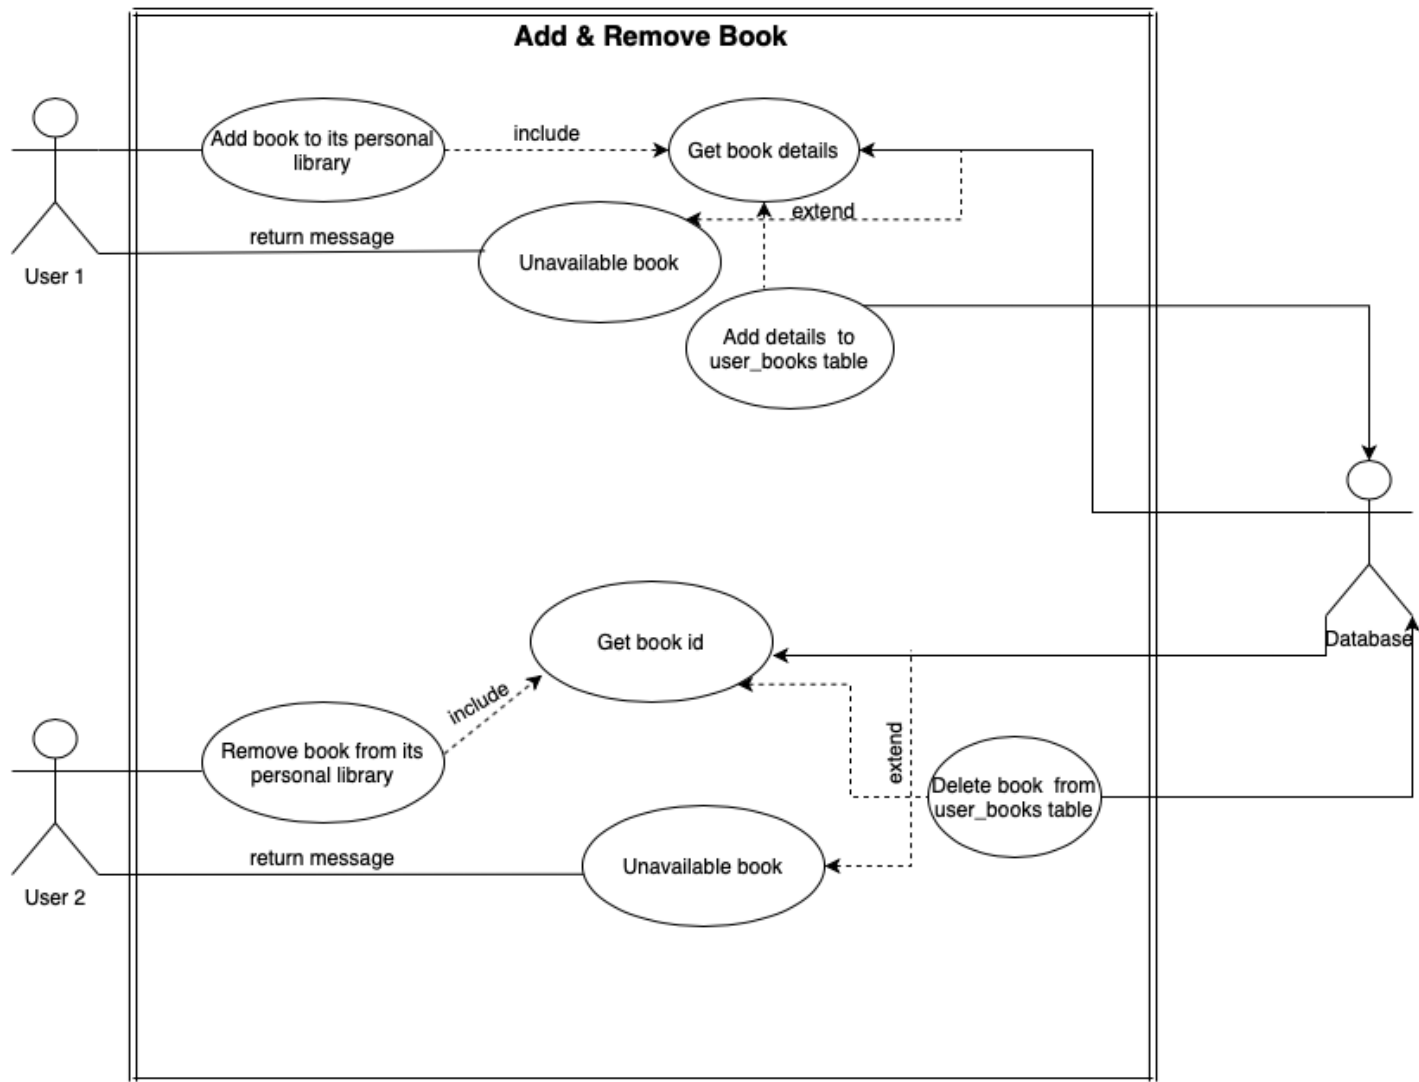 Add & Remove Book
Add book to its personal
library
include
Get book details
extend
return message
Unavailable book
User 1
Add details to
user_books table
Get book id
Database
include
Remove book from its
personal library
extend
Delete book from
user_books table
return message
Unavailable book
User 2